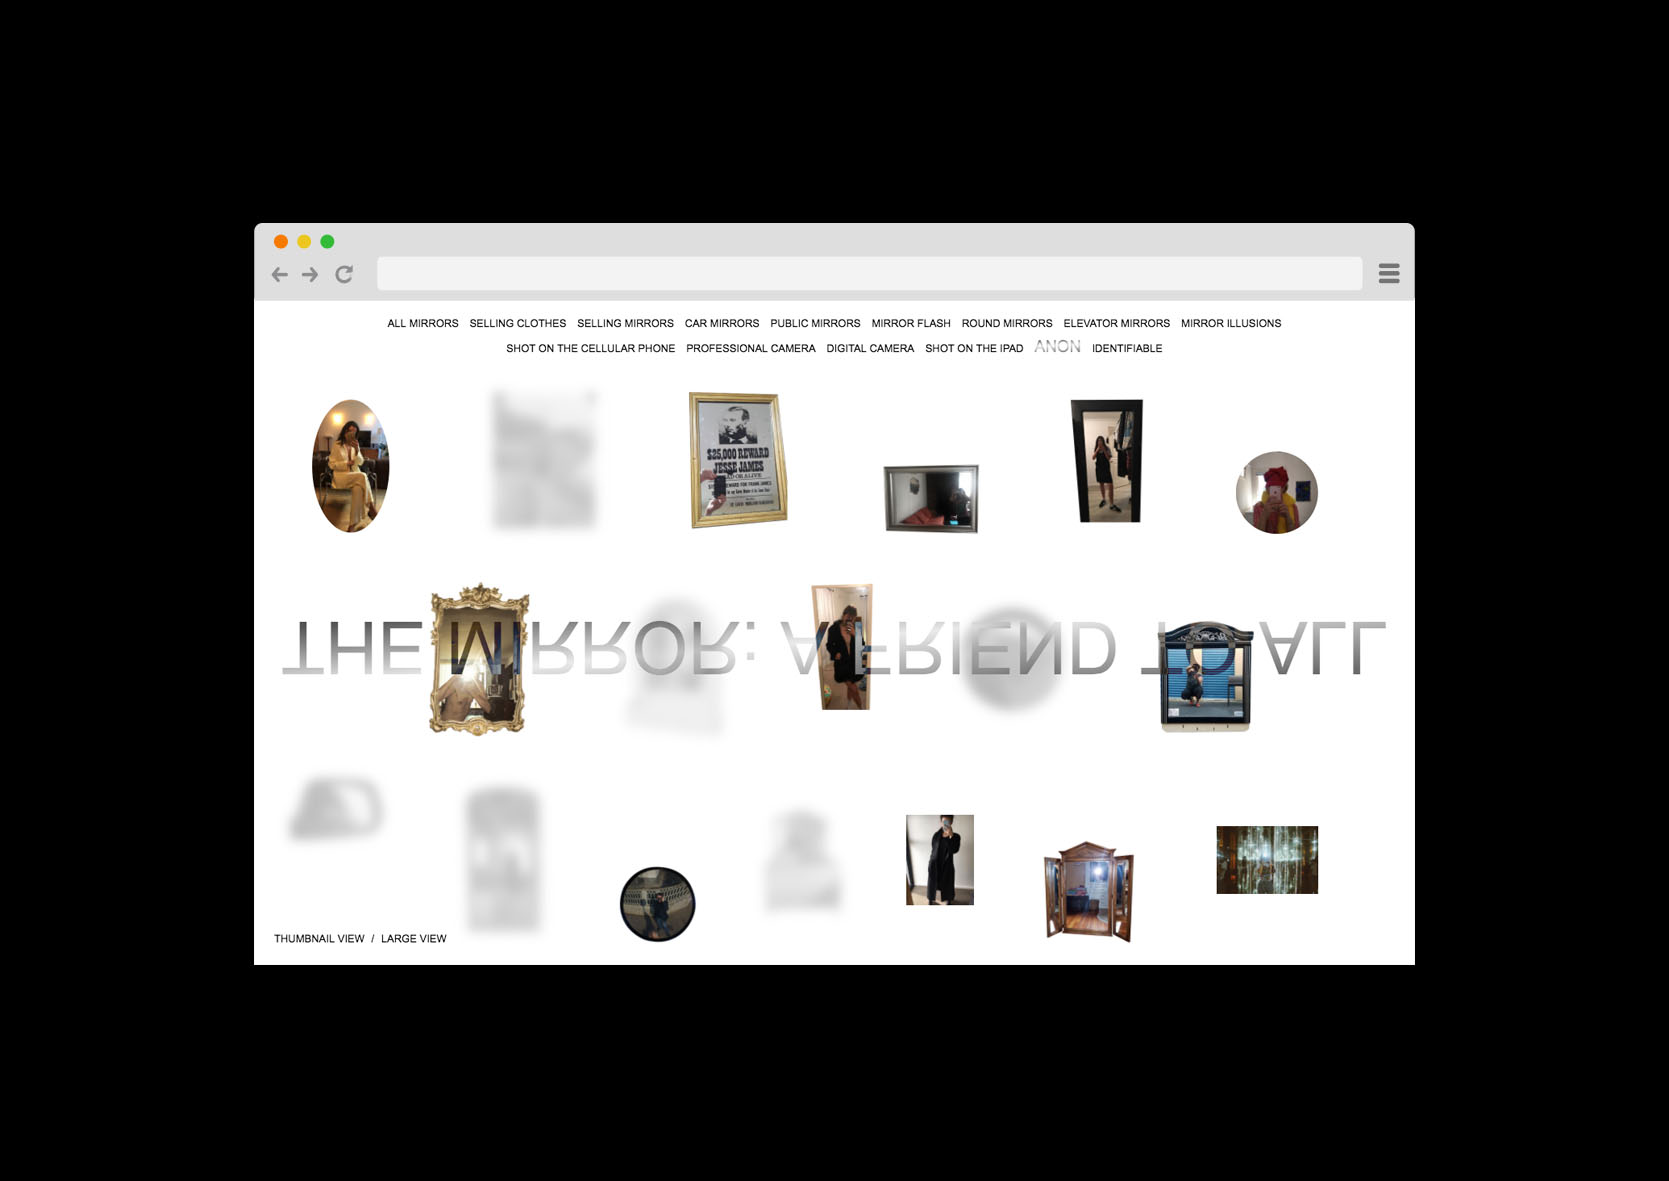 ALL MIRRORS SELLING CLOTHES SELLING MIRRORS CAR MIRRORS PUBLIC MIRRORS MIRROR FLASH ROUND MIRRORS ELEVATOR MIRRORS MIRROR ILLUSIONS
SHOT ON THE CELLULAR PHONE PROFESSIONAL CAMERA DIGITAL CAMERA SHOT ON THE IPAD ANON IDENTIFIABLE
$25,000 REWARD
JESSE JAMES
THE MIRROR: A FRIEND TO ALL
THUMBNAIL VIEW / LARGE VIEW